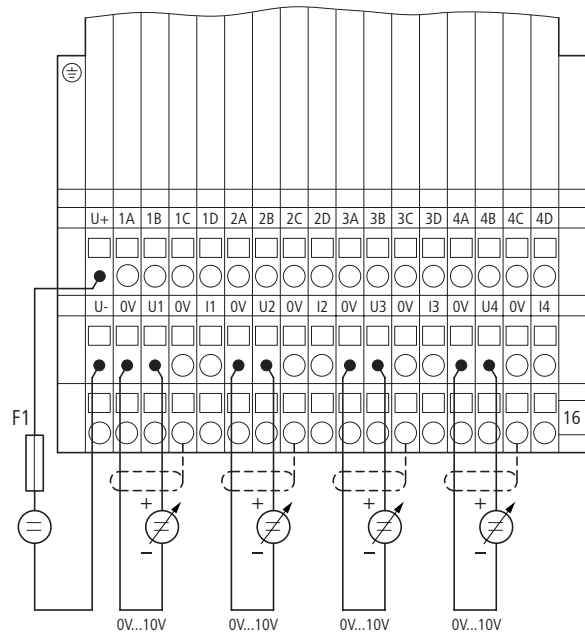 U+ 1A 1B 1C 1D 2A 2B 2C 2D 3A 3B 3C 3D 4A 4B 4C 4D
U- 0V U1 0V I1 0V U2 0V I2 0V U3 0V I3 0V U4 0V I4
F1
16
+ + + +
− − − −
0V...10V 0V...10V 0V...10V 0V...10V